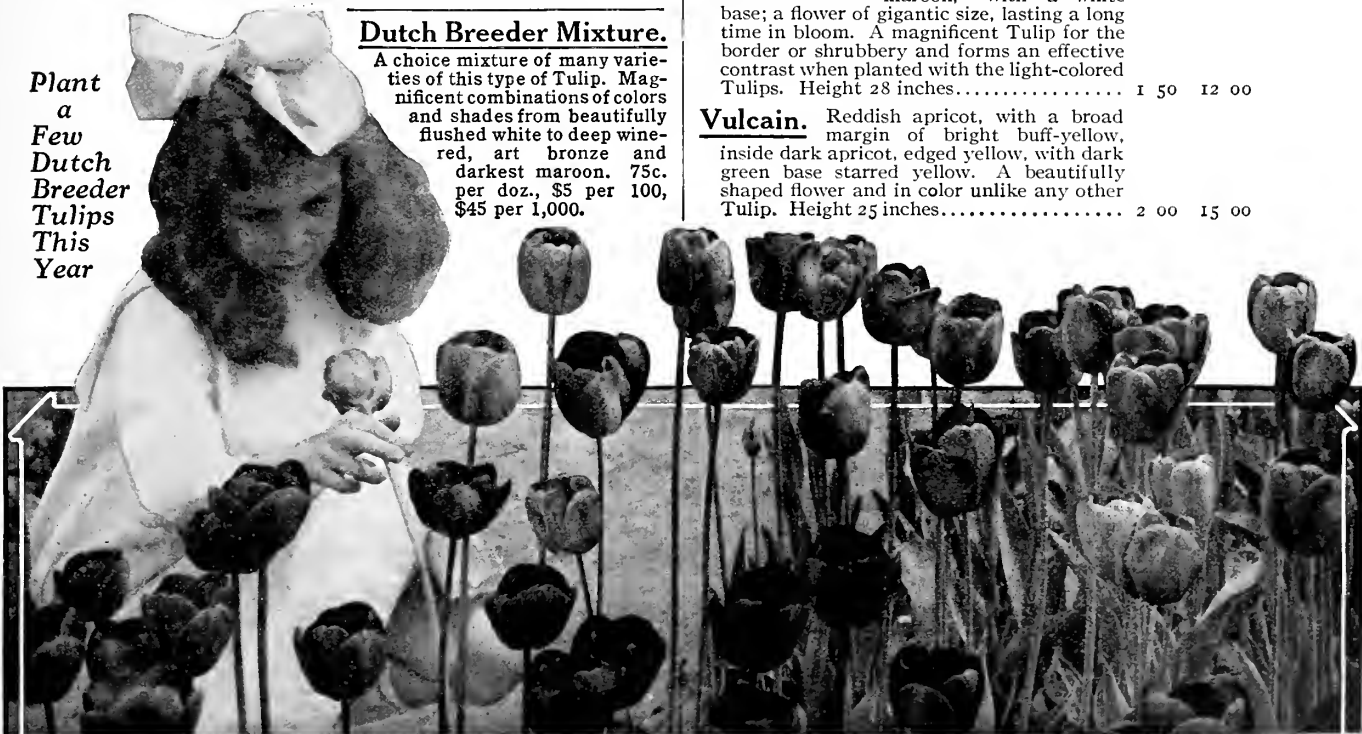 Plant
a
Few
Dutch
Breeder
Tulips
This
Year
Dutch Breeder Mixture.
A choice mixture of many varie-
ties of this type of Tulip. Mag-
nificent combinations of colors
and shades from beautifully
flushed white to deep wine-
red, art bronze and
darkest maroon. 75c.
per doz., $5 per 100,
$45 per 1,000.
maroon, with a white
base; a flower of gigantic size, lasting a long
time in bloom. A magnificent Tulip for the
border or shrubbery and forms an effective
contrast when planted with the light-colored
Tulips. Height 28 inches................ 1 50 12 00
Vulcain. Reddish apricot, with a broad
margin of bright buff-yellow,
inside dark apricot, edged yellow, with dark
green base starred yellow. A beautifully
shaped flower and in color unlike any other
Tulip. Height 25 inches.................. 2 00 15 00